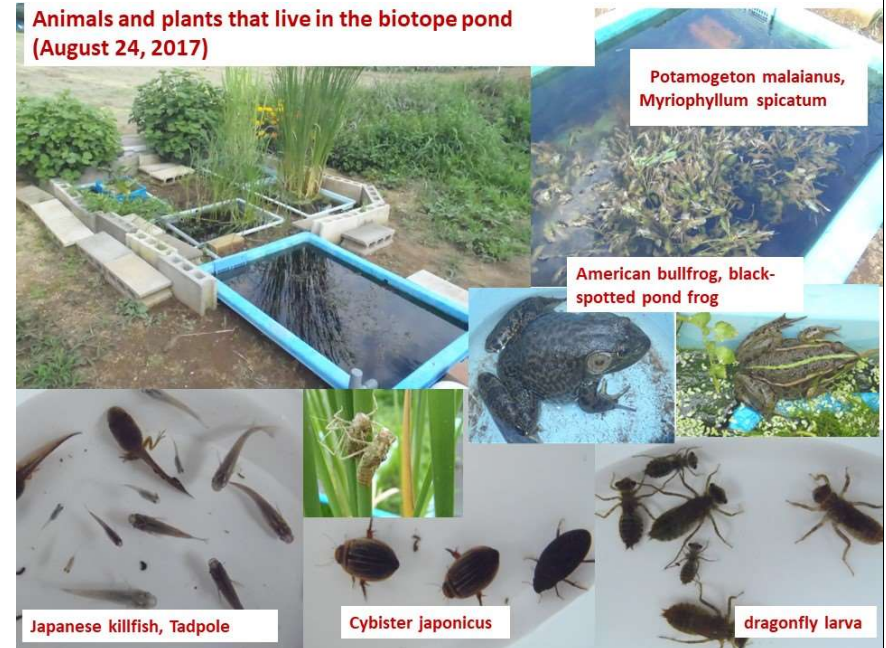 Animals and plants that live in the biotope pond
(August 24, 2017)
Potamogeton malaianus,
Myriophyllum spicatum
American bullfrog, black-
spotted pond frog
Japanese killfish, Tadpole
Cybister japonicus
dragonfly larva